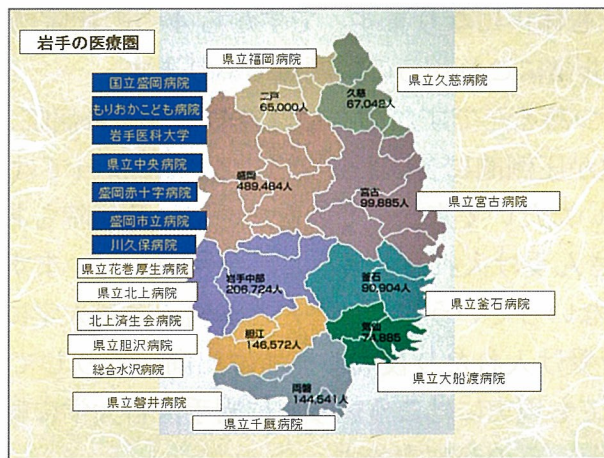 岩手の医療圏
県立福岡病院
国立盛岡病院
もりおかこども病院
岩手医科大学
県立中央病院
盛岡赤十字病院
盛岡市立病院
川久保病院
県立花巻厚生病院
県立北上病院
北上済生会病院
県立胆沢病院
総合水沢病院
県立磐井病院
県立千厩病院
県立久慈病院
県立宮古病院
県立釜石病院
県立大船渡病院
二戸
65,000人
久慈
67,042人
盛岡
489,484人
宮古
99,885人
岩手中部
206,724人
釜石
90,904人
胆江
146,572人
気仙
74,885
両磐
144,541人